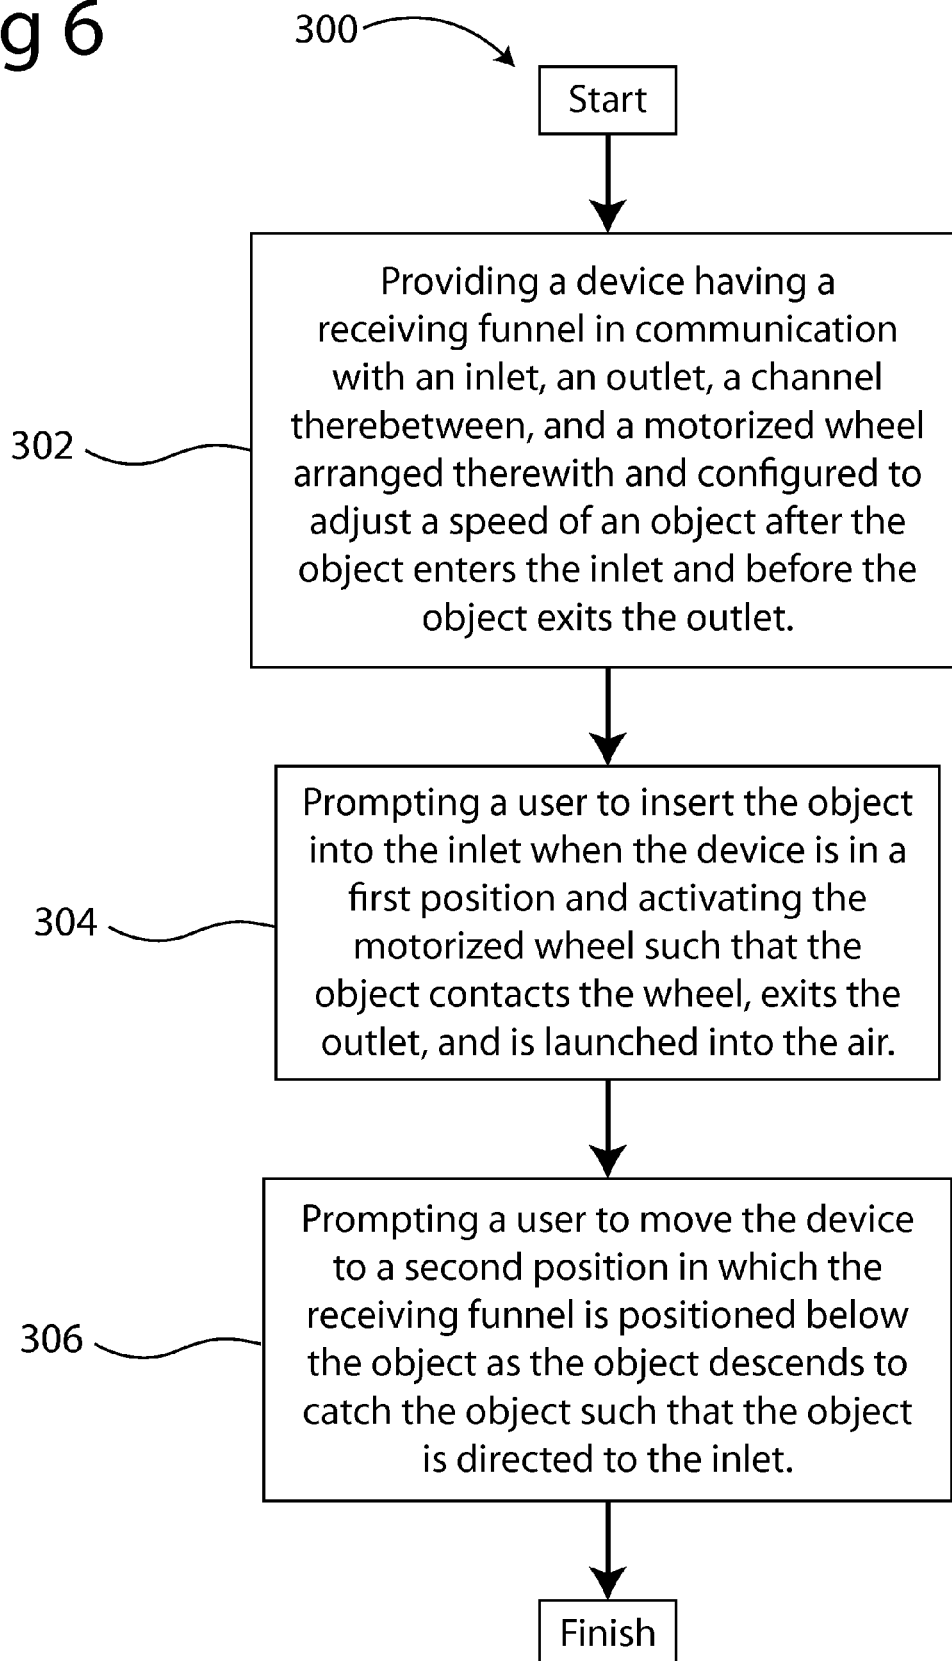 g 6
300
Start
302
Providing a device having a
receiving funnel in communication
with an inlet, an outlet, a channel
therebetween, and a motorized wheel
arranged therewith and configured to
adjust a speed of an object after the
object enters the inlet and before the
object exits the outlet.
304
Prompting a user to insert the object
into the inlet when the device is in a
first position and activating the
motorized wheel such that the
object contacts the wheel, exits the
outlet, and is launched into the air.
306
Prompting a user to move the device
to a second position in which the
receiving funnel is positioned below
the object as the object descends to
catch the object such that the object
is directed to the inlet.
Finish